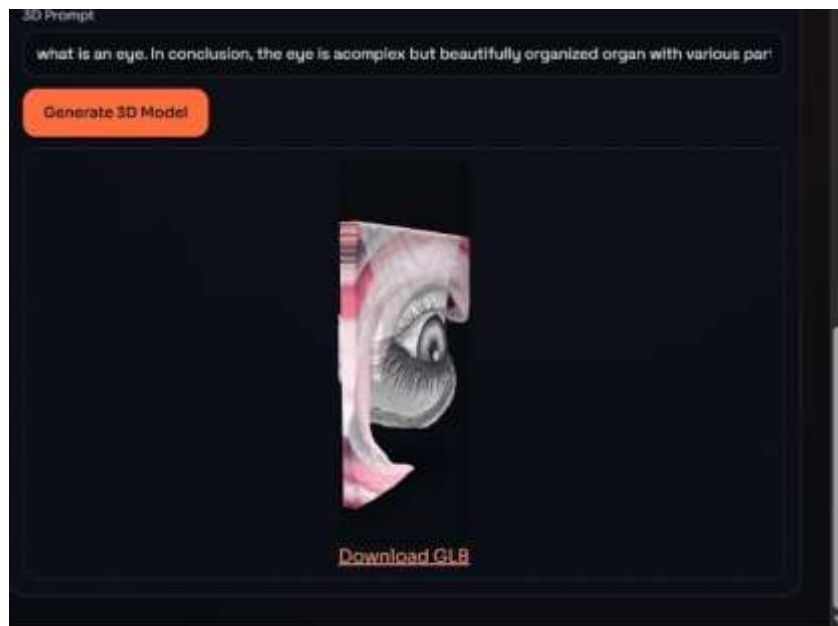 3D Prompt
what is an eye. In conclusion, the eye is acomplex but beautifully organized organ with various par
Generate 3D Model
Download GLB